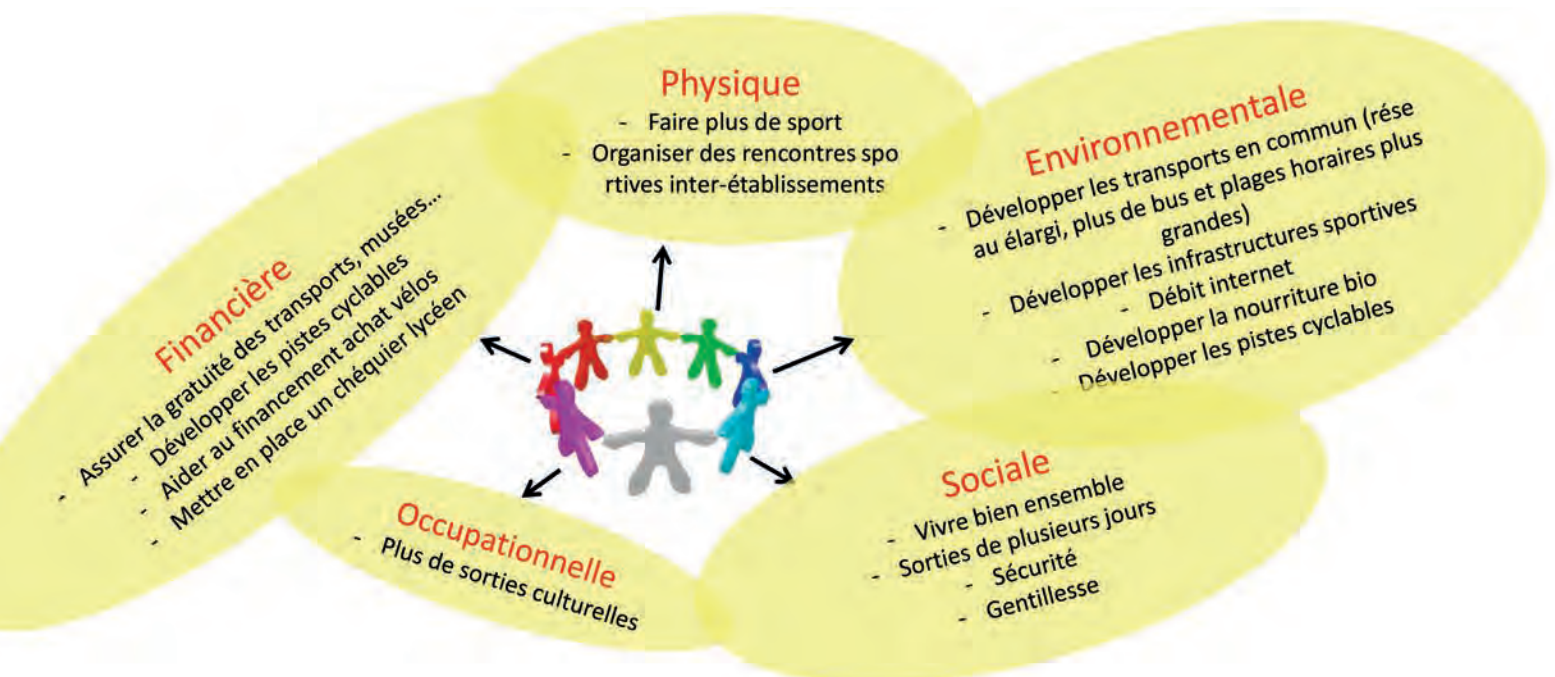 Physique
- Faire plus de sport
- Organiser des rencontres spo
rtives inter-établissements
Environnementale
- Développer les transports en commun (rése
au élargi, plus de bus et plages horaires plus
grandes)
- Développer les infrastructures sportives
- Débit internet
- Développer la nourriture bio
- Développer les pistes cyclables
Financière
- Assurer la gratuité des transports, musées...
- Développer les pistes cyclables
- Aider au financement achat vélos
- Mettre en place un chéquier lycéen
Occupationnelle
- Plus de sorties culturelles
Sociale
- Vivre bien ensemble
- Sorties de plusieurs jours
- Sécurité
- Gentillesse